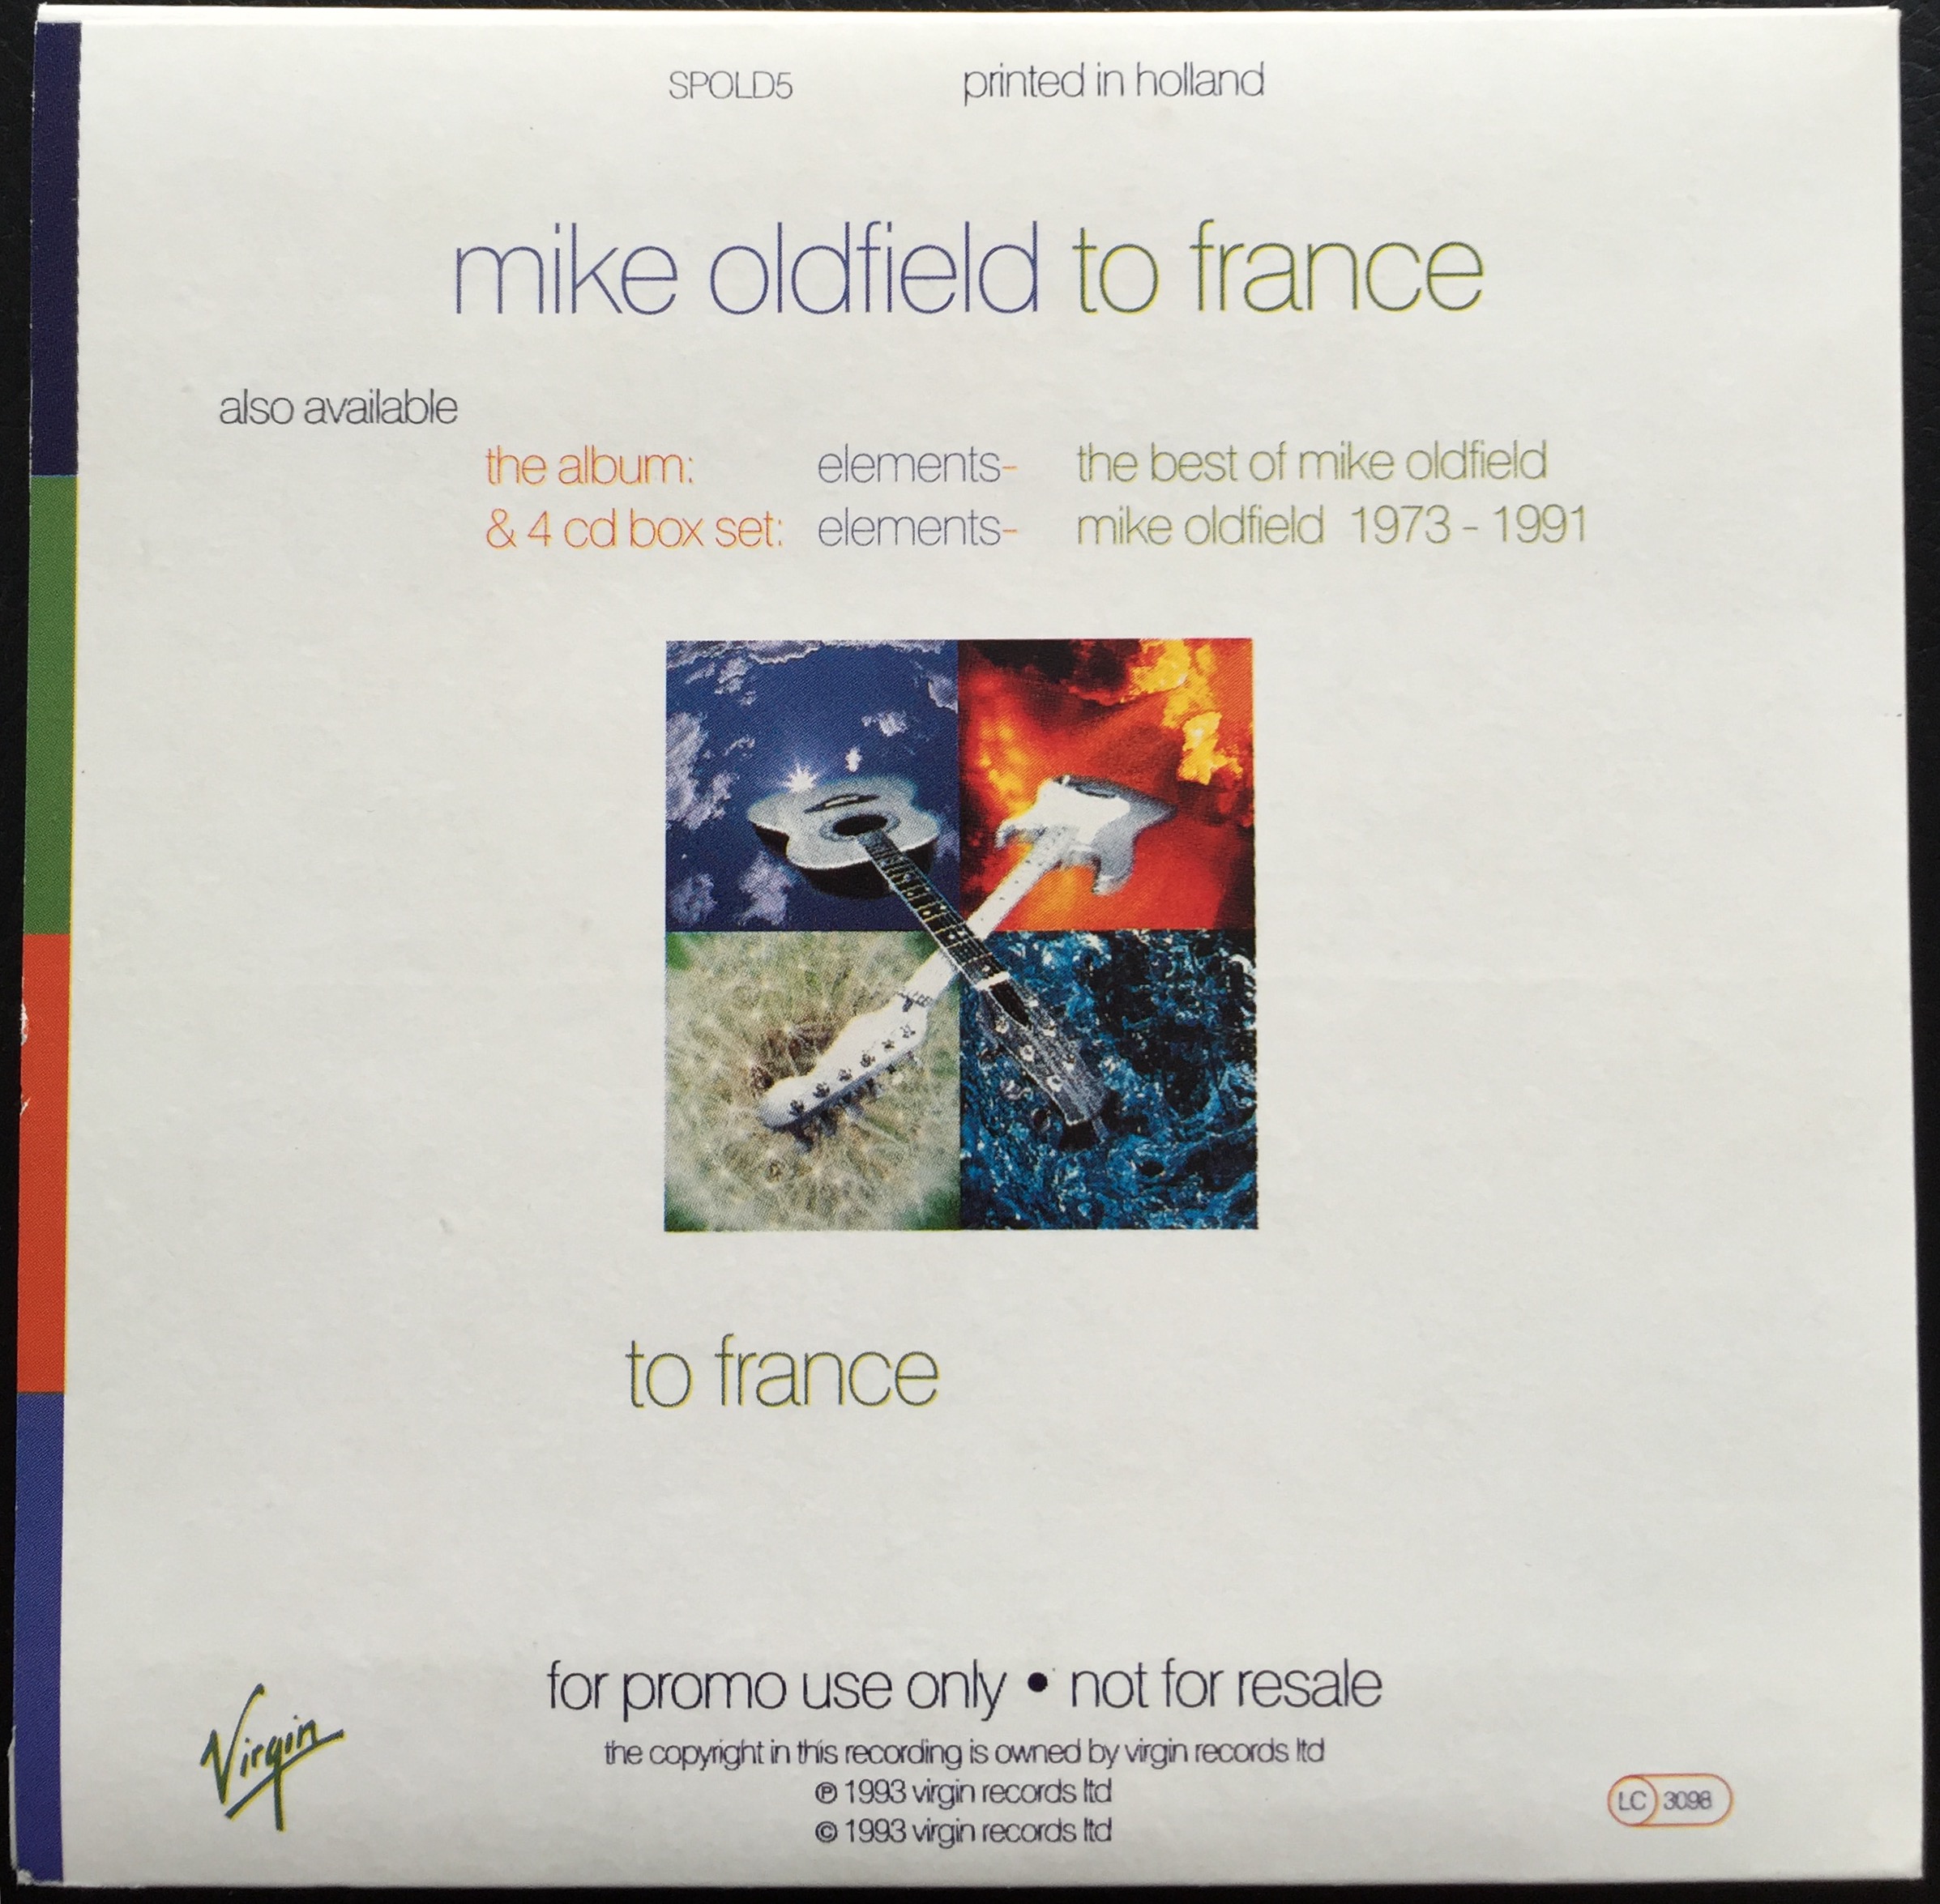 SPOLD5 printed in holland
mike oldfield to france
also available
the album: elements- the best of mike oldfield
& 4 cd box set: elements- mike oldfield 1973 - 1991
to france
for promo use only • not for resale
the copyright in this recording is owned by virgin records ltd
℗ 1993 virgin records ltd
© 1993 virgin records ltd
Virgin
LC 3098